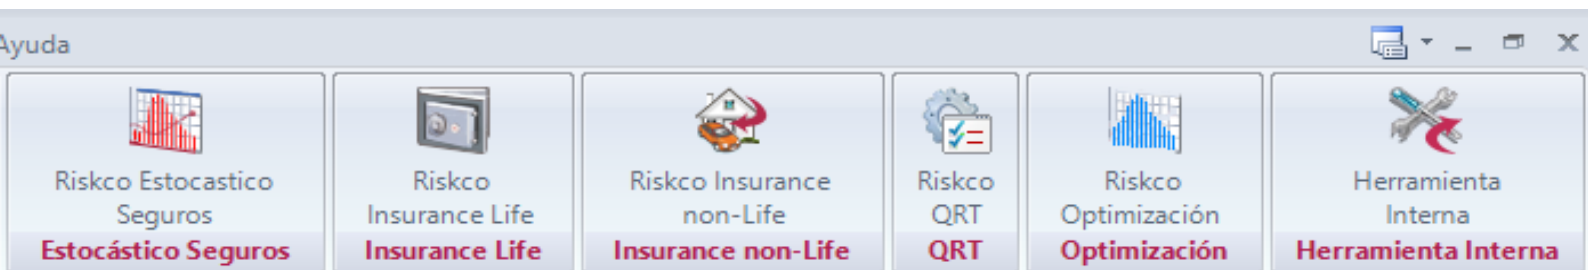 Ayuda
Riskco Estocastico
Seguros
Estocástico Seguros
Riskco
Insurance Life
Insurance Life
Riskco Insurance
non-Life
Insurance non-Life
Riskco
QRT
QRT
Riskco
Optimización
Optimización
Herramienta
Interna
Herramienta Interna